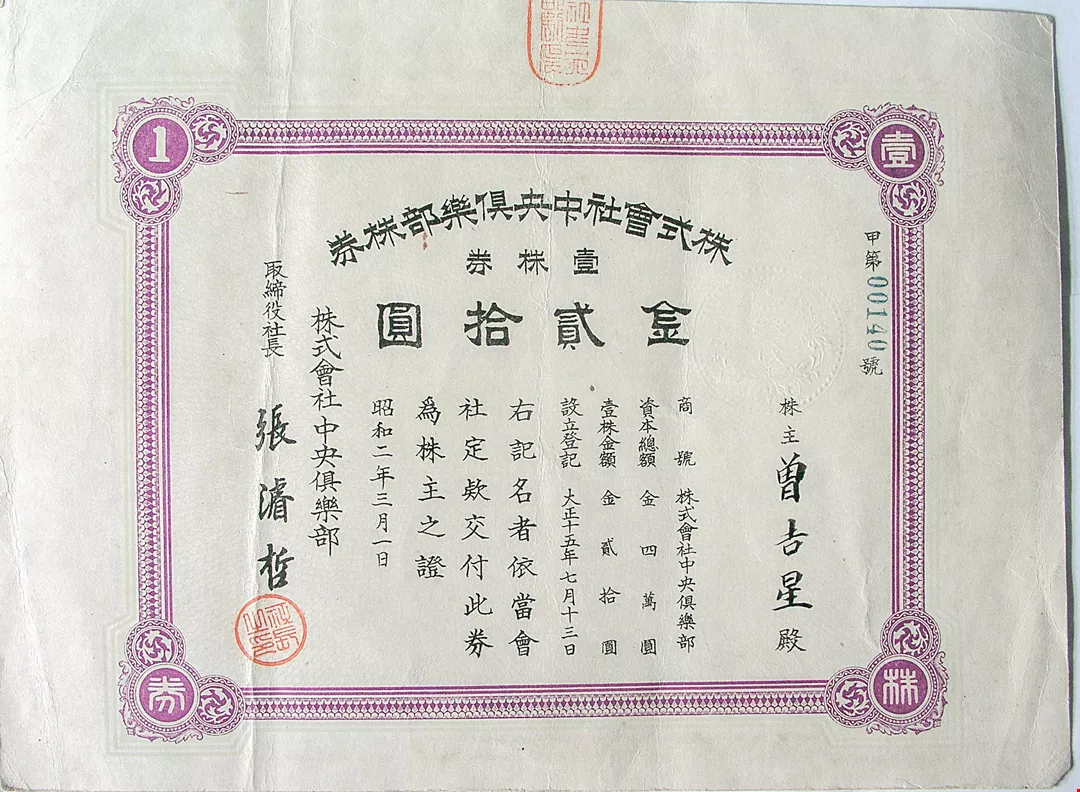 1
壹
株式會社中央俱樂部株券
壹株券
金貳拾圓
甲第00140號
株主 曽吉星 殿
商號 株式會社中央俱樂部
資本總額 金四萬圓
壹株金額 金貳拾圓
設立登記 大正十五年七月十三日
右記名者依當會
社定欵交付此券
為株主之證
昭和二年三月一日
株式會社中央俱樂部
取締役社長 張濬哲
社長之印
券
株